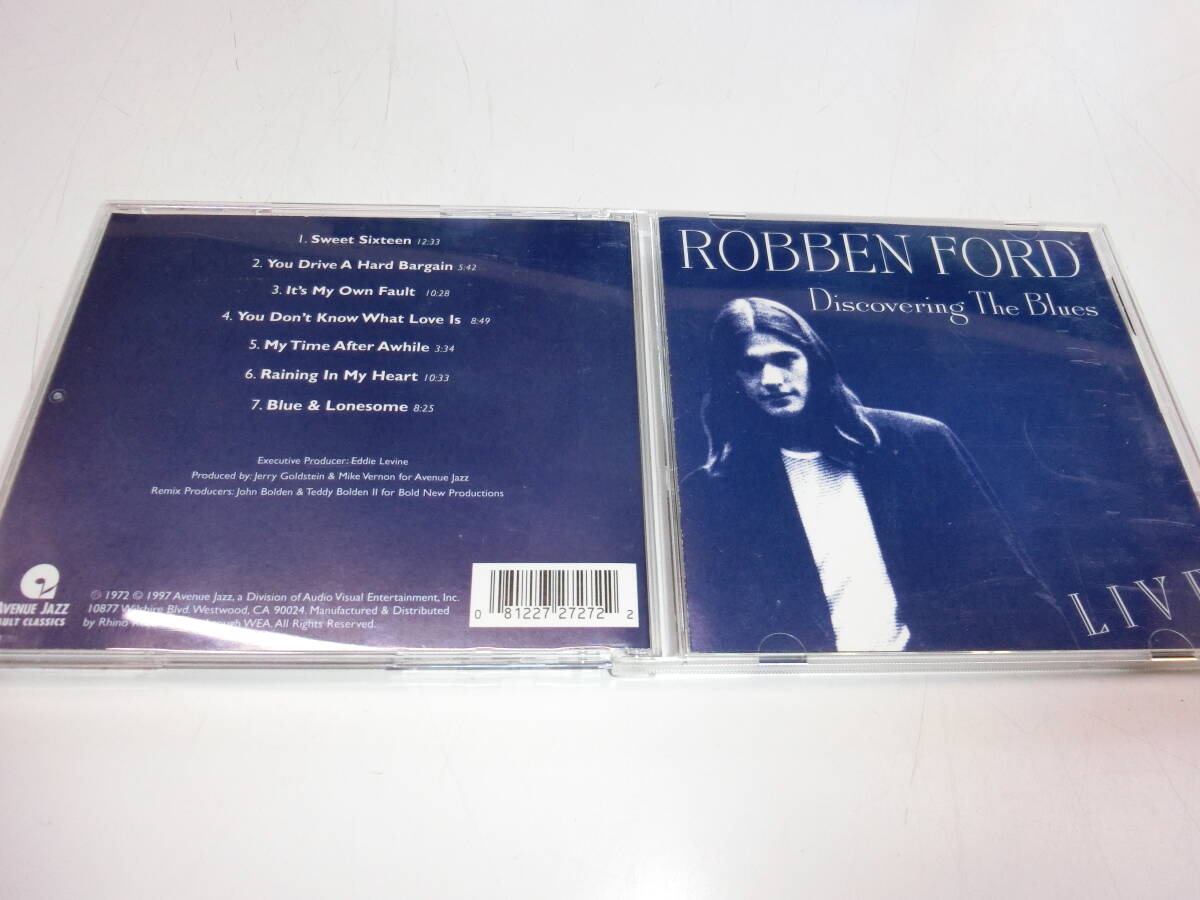 1. Sweet Sixteen 12:33
2. You Drive A Hard Bargain 5:42
3. It's My Own Fault 10:28
4. You Don't Know What Love Is 8:49
5. My Time After Awhile 3:34
6. Raining In My Heart 10:33
7. Blue & Lonesome 8:25
Executive Producer: Eddie Levine
Produced by: Jerry Goldstein & Mike Vernon for Avenue Jazz
Remix Producers: John Bolden & Teddy Bolden II for Bold New Productions
AVENUE JAZZ
VAULT CLASSICS
℗ 1972 © 1997 Avenue Jazz, a Division of Audio Visual Entertainment, Inc.
10877 Wilshire Blvd. Westwood, CA 90024. Manufactured & Distributed
by Rhino through WEA. All Rights Reserved.
0 81227 27272 2
ROBBEN FORD
Discovering The Blues
LIVE